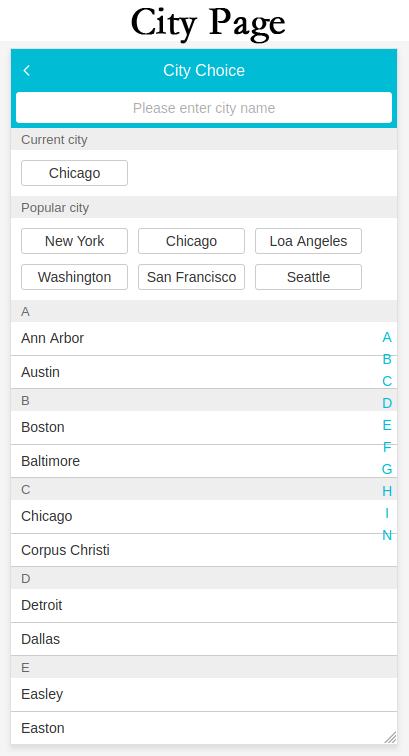 City Page
City Choice
Please enter city name
Current city
Chicago
Popular city
New York Chicago Loa Angeles
Washington San Francisco Seattle
A
Ann Arbor
A
B
Austin
C
B
D
Boston
E
F
Baltimore
G
C
H
Chicago
I
N
Corpus Christi
D
Detroit
Dallas
E
Easley
Easton